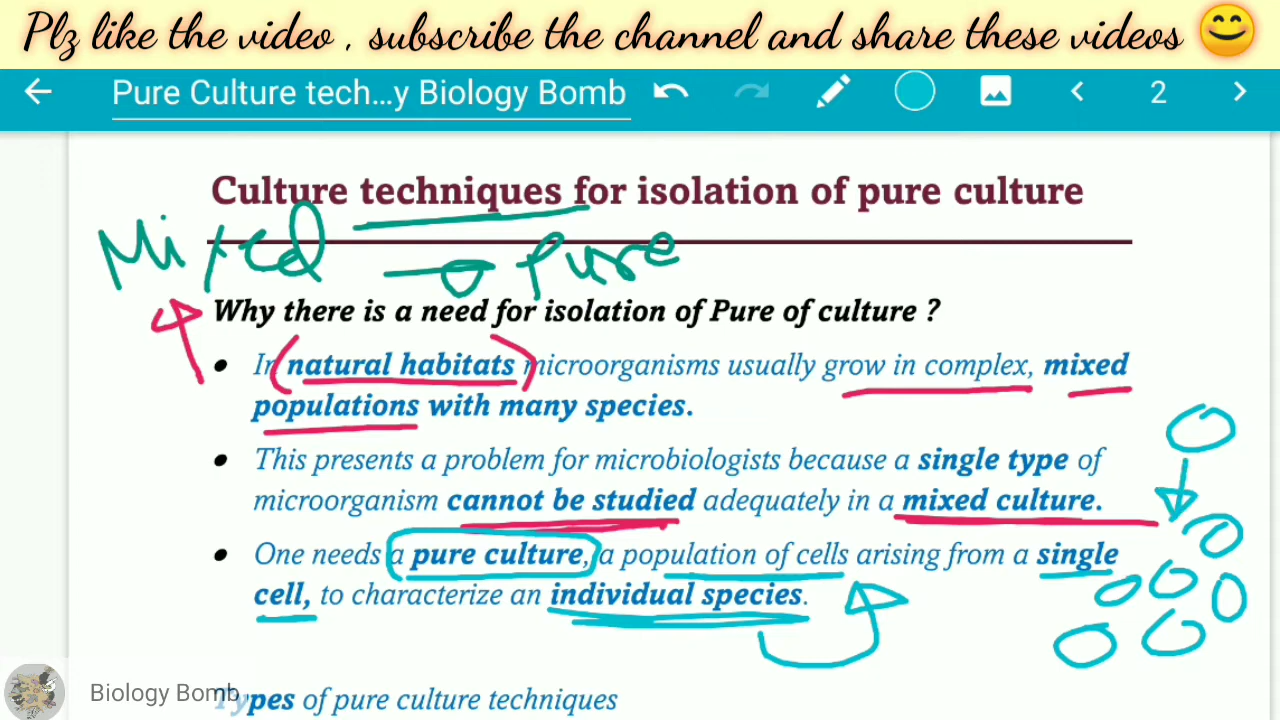 Plz like the video , subscribe the channel and share these videos
Pure Culture tech...y Biology Bomb
2
Culture techniques for isolation of pure culture
Mixed → Pure
Why there is a need for isolation of Pure of culture ?
• In natural habitats microorganisms usually grow in complex, mixed
populations with many species.
• This presents a problem for microbiologists because a single type of
microorganism cannot be studied adequately in a mixed culture.
• One needs a pure culture, a population of cells arising from a single
cell, to characterize an individual species.
Biology Bomb
Types of pure culture techniques